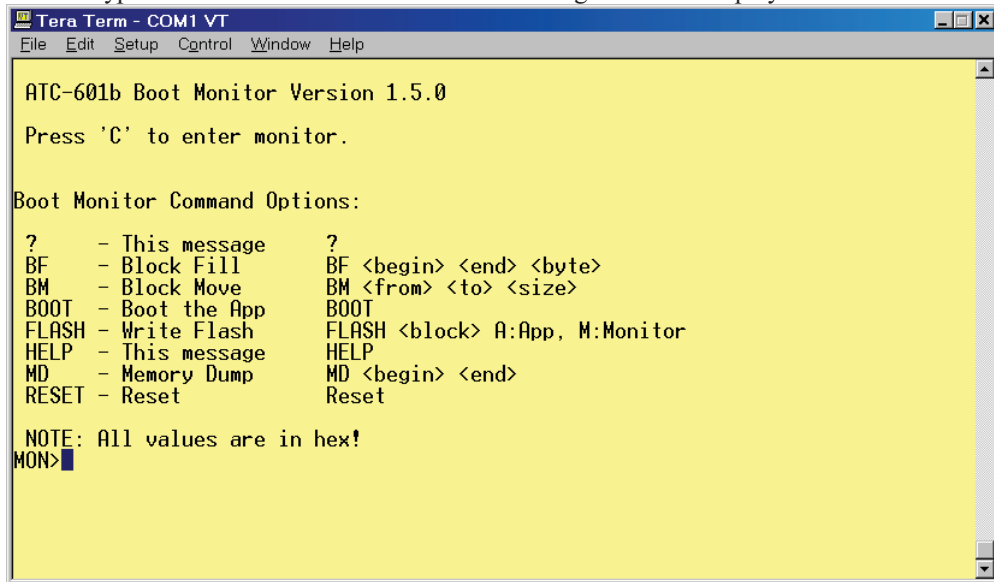 Tera Term - COM1 VT
File Edit Setup Control Window Help
ATC-601b Boot Monitor Version 1.5.0
Press 'C' to enter monitor.
Boot Monitor Command Options:
? - This message ?
BF - Block Fill BF <begin> <end> <byte>
BM - Block Move BM <from> <to> <size>
BOOT - Boot the App BOOT
FLASH - Write Flash FLASH <block> A:App, M:Monitor
HELP - This message HELP
MD - Memory Dump MD <begin> <end>
RESET - Reset Reset
NOTE: All values are in hex!
MON>